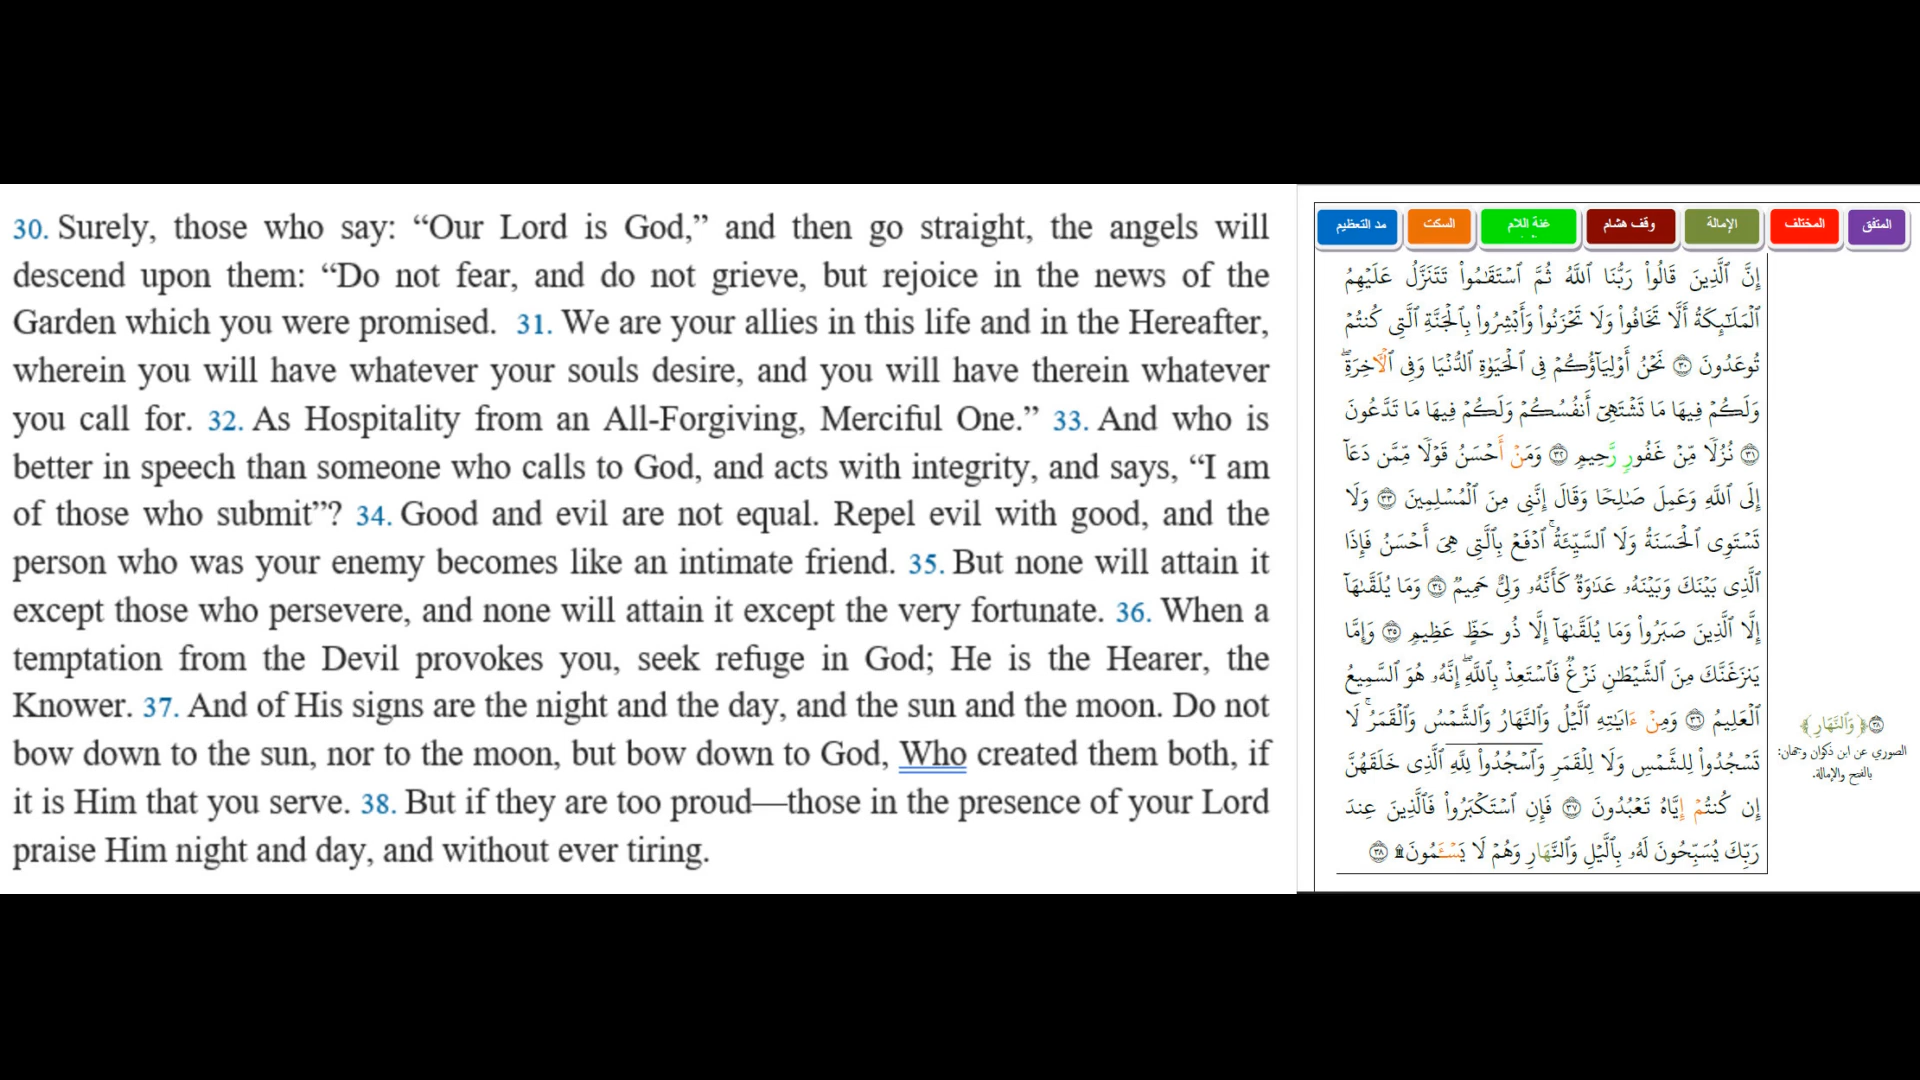 30. Surely, those who say: “Our Lord is God,” and then go straight, the angels will
descend upon them: “Do not fear, and do not grieve, but rejoice in the news of the
Garden which you were promised. 31. We are your allies in this life and in the Hereafter,
wherein you will have whatever your souls desire, and you will have therein whatever
you call for. 32. As Hospitality from an All-Forgiving, Merciful One.” 33. And who is
better in speech than someone who calls to God, and acts with integrity, and says, “I am
of those who submit”? 34. Good and evil are not equal. Repel evil with good, and the
person who was your enemy becomes like an intimate friend. 35. But none will attain it
except those who persevere, and none will attain it except the very fortunate. 36. When a
temptation from the Devil provokes you, seek refuge in God; He is the Hearer, the
Knower. 37. And of His signs are the night and the day, and the sun and the moon. Do not
bow down to the sun, nor to the moon, but bow down to God, Who created them both, if
it is Him that you serve. 38. But if they are too proud—those in the presence of your Lord
praise Him night and day, and without ever tiring.
المتفق المختلف الإمالة وقف هشام غنة اللام السكت مد التعظيم
إِنَّ ٱلَّذِينَ قَالُوا۟ رَبُّنَا ٱللَّهُ ثُمَّ ٱسْتَقَٰمُوا۟ تَتَنَزَّلُ عَلَيْهِمُ
ٱلْمَلَٰٓئِكَةُ أَلَّا تَخَافُوا۟ وَلَا تَحْزَنُوا۟ وَأَبْشِرُوا۟ بِٱلْجَنَّةِ ٱلَّتِى كُنتُمْ
تُوعَدُونَ ٣٠ نَحْنُ أَوْلِيَآؤُكُمْ فِى ٱلْحَيَوٰةِ ٱلدُّنْيَا وَفِى ٱلْأَخِرَةِۖ
وَلَكُمْ فِيهَا مَا تَشْتَهِىٓ أَنفُسُكُمْ وَلَكُمْ فِيهَا مَا تَدَّعُونَ
٣١ نُزُلًا مِّنْ غَفُورٍ رَّحِيمٍ ٣٢ وَمَنْ أَحْسَنُ قَوْلًا مِّمَّن دَعَآ
إِلَى ٱللَّهِ وَعَمِلَ صَٰلِحًا وَقَالَ إِنَّنِى مِنَ ٱلْمُسْلِمِينَ ٣٣ وَلَا
تَسْتَوِى ٱلْحَسَنَةُ وَلَا ٱلسَّيِّئَةُۚ ٱدْفَعْ بِٱلَّتِى هِىَ أَحْسَنُ فَإِذَا
ٱلَّذِى بَيْنَكَ وَبَيْنَهُۥ عَدَٰوَةٌ كَأَنَّهُۥ وَلِىٌّ حَمِيمٌ ٣٤ وَمَا يُلَقَّىٰهَآ
إِلَّا ٱلَّذِينَ صَبَرُوا۟ وَمَا يُلَقَّىٰهَآ إِلَّا ذُو حَظٍّ عَظِيمٍ ٣٥ وَإِمَّا
يَنزَغَنَّكَ مِنَ ٱلشَّيْطَٰنِ نَزْغٌ فَٱسْتَعِذْ بِٱللَّهِۖ إِنَّهُۥ هُوَ ٱلسَّمِيعُ
ٱلْعَلِيمُ ٣٦ وَمِنْ ءَايَٰتِهِ ٱلَّيْلُ وَٱلنَّهَارُ وَٱلشَّمْسُ وَٱلْقَمَرُۚ لَا
تَسْجُدُوا۟ لِلشَّمْسِ وَلَا لِلْقَمَرِ وَٱسْجُدُوا۟ لِلَّهِ ٱلَّذِى خَلَقَهُنَّ
إِن كُنتُمْ إِيَّاهُ تَعْبُدُونَ ٣٧ فَإِنِ ٱسْتَكْبَرُوا۟ فَٱلَّذِينَ عِندَ
رَبِّكَ يُسَبِّحُونَ لَهُۥ بِٱلَّيْلِ وَٱلنَّهَارِ وَهُمْ لَا يَسْـَٔمُونَ۩ ٣٨
٣٨ ﴿وَٱلنَّهَارِ﴾
الصوري عن ابن ذكوان وجهان:
بالفتح والإمالة.